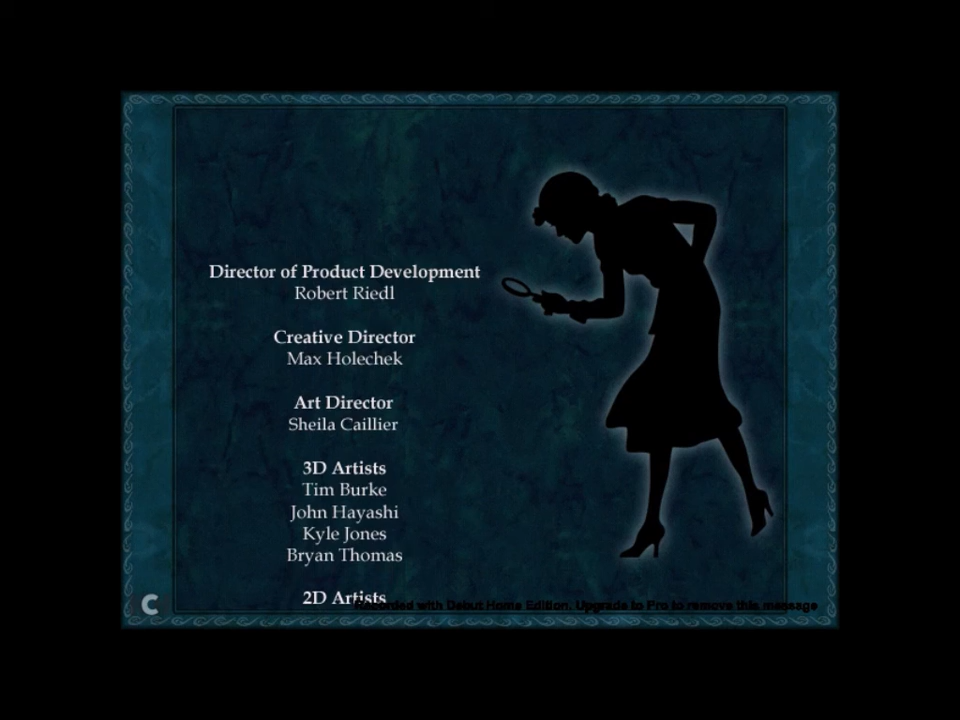 Director of Product Development
Robert Riedl
Creative Director
Max Holechek
Art Director
Sheila Caillier
3D Artists
Tim Burke
John Hayashi
Kyle Jones
Bryan Thomas
2D Artists
Recorded with Debut Home Edition. Upgrade to Pro to remove this message
C